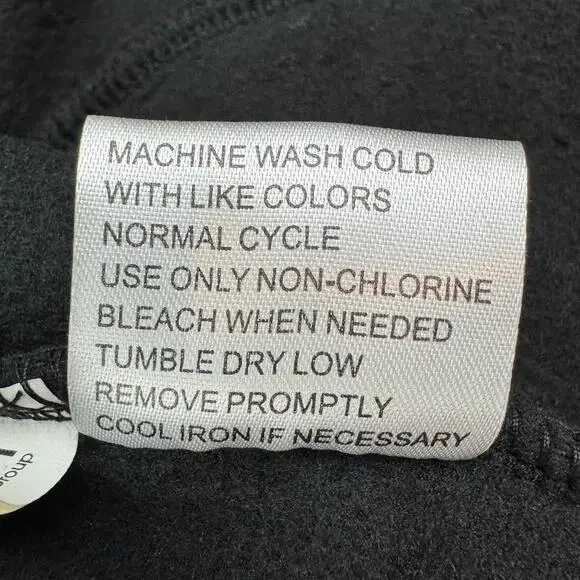 MACHINE WASH COLD
WITH LIKE COLORS
NORMAL CYCLE
USE ONLY NON-CHLORINE
BLEACH WHEN NEEDED
TUMBLE DRY LOW
REMOVE PROMPTLY
COOL IRON IF NECESSARY
Group